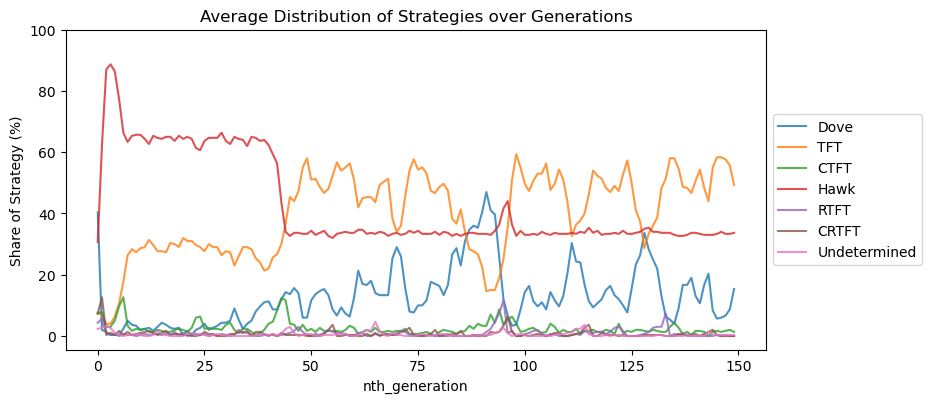 Average Distribution of Strategies over Generations
Share of Strategy (%)
100
80
60
40
20
0
0 25 50 75 100 125 150
nth_generation
Dove
TFT
CTFT
Hawk
RTFT
CRTFT
Undetermined